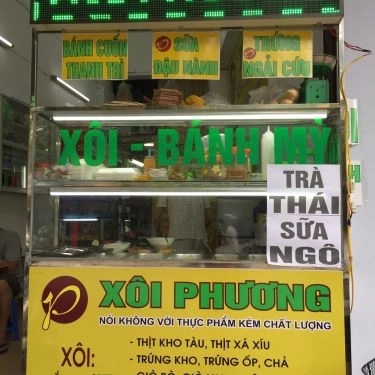 BÁNH CUỐN
THANH TRÌ
SỮA
ĐẬU NÀNH
TRỨNG
NGẢI CỨU
XÔI - BÁNH MỲ
TRÀ
THÁI
SỮA
NGÔ
XÔI PHƯƠNG
NÓI KHÔNG VỚI THỰC PHẨM KÉM CHẤT LƯỢNG
XÔI:
- THỊT KHO TÀU, THỊT XÁ XÍU
- TRỨNG KHO, TRỨNG ỐP, CHẢ